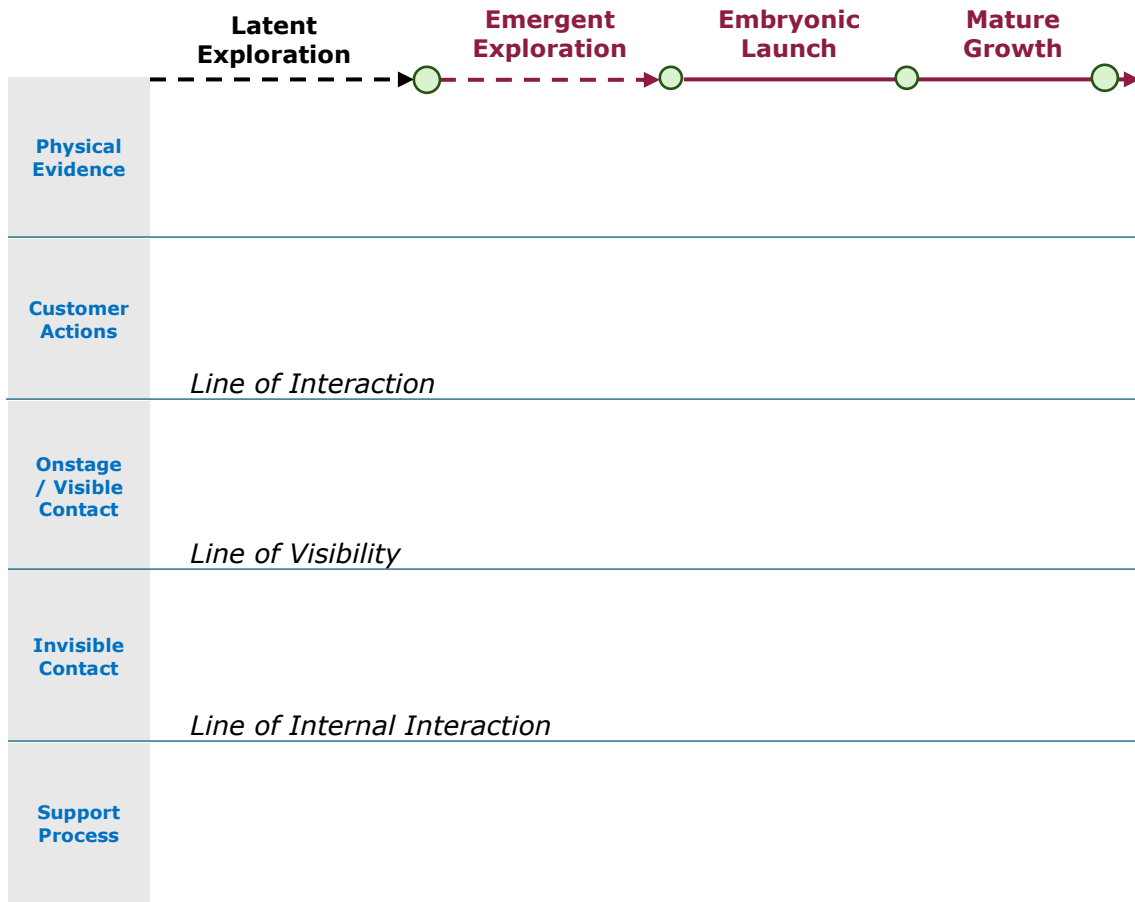 Latent
Exploration
Emergent
Exploration
Embryonic
Launch
Mature
Growth
Physical
Evidence
Customer
Actions
Line of Interaction
Onstage
/ Visible
Contact
Line of Visibility
Invisible
Contact
Line of Internal Interaction
Support
Process